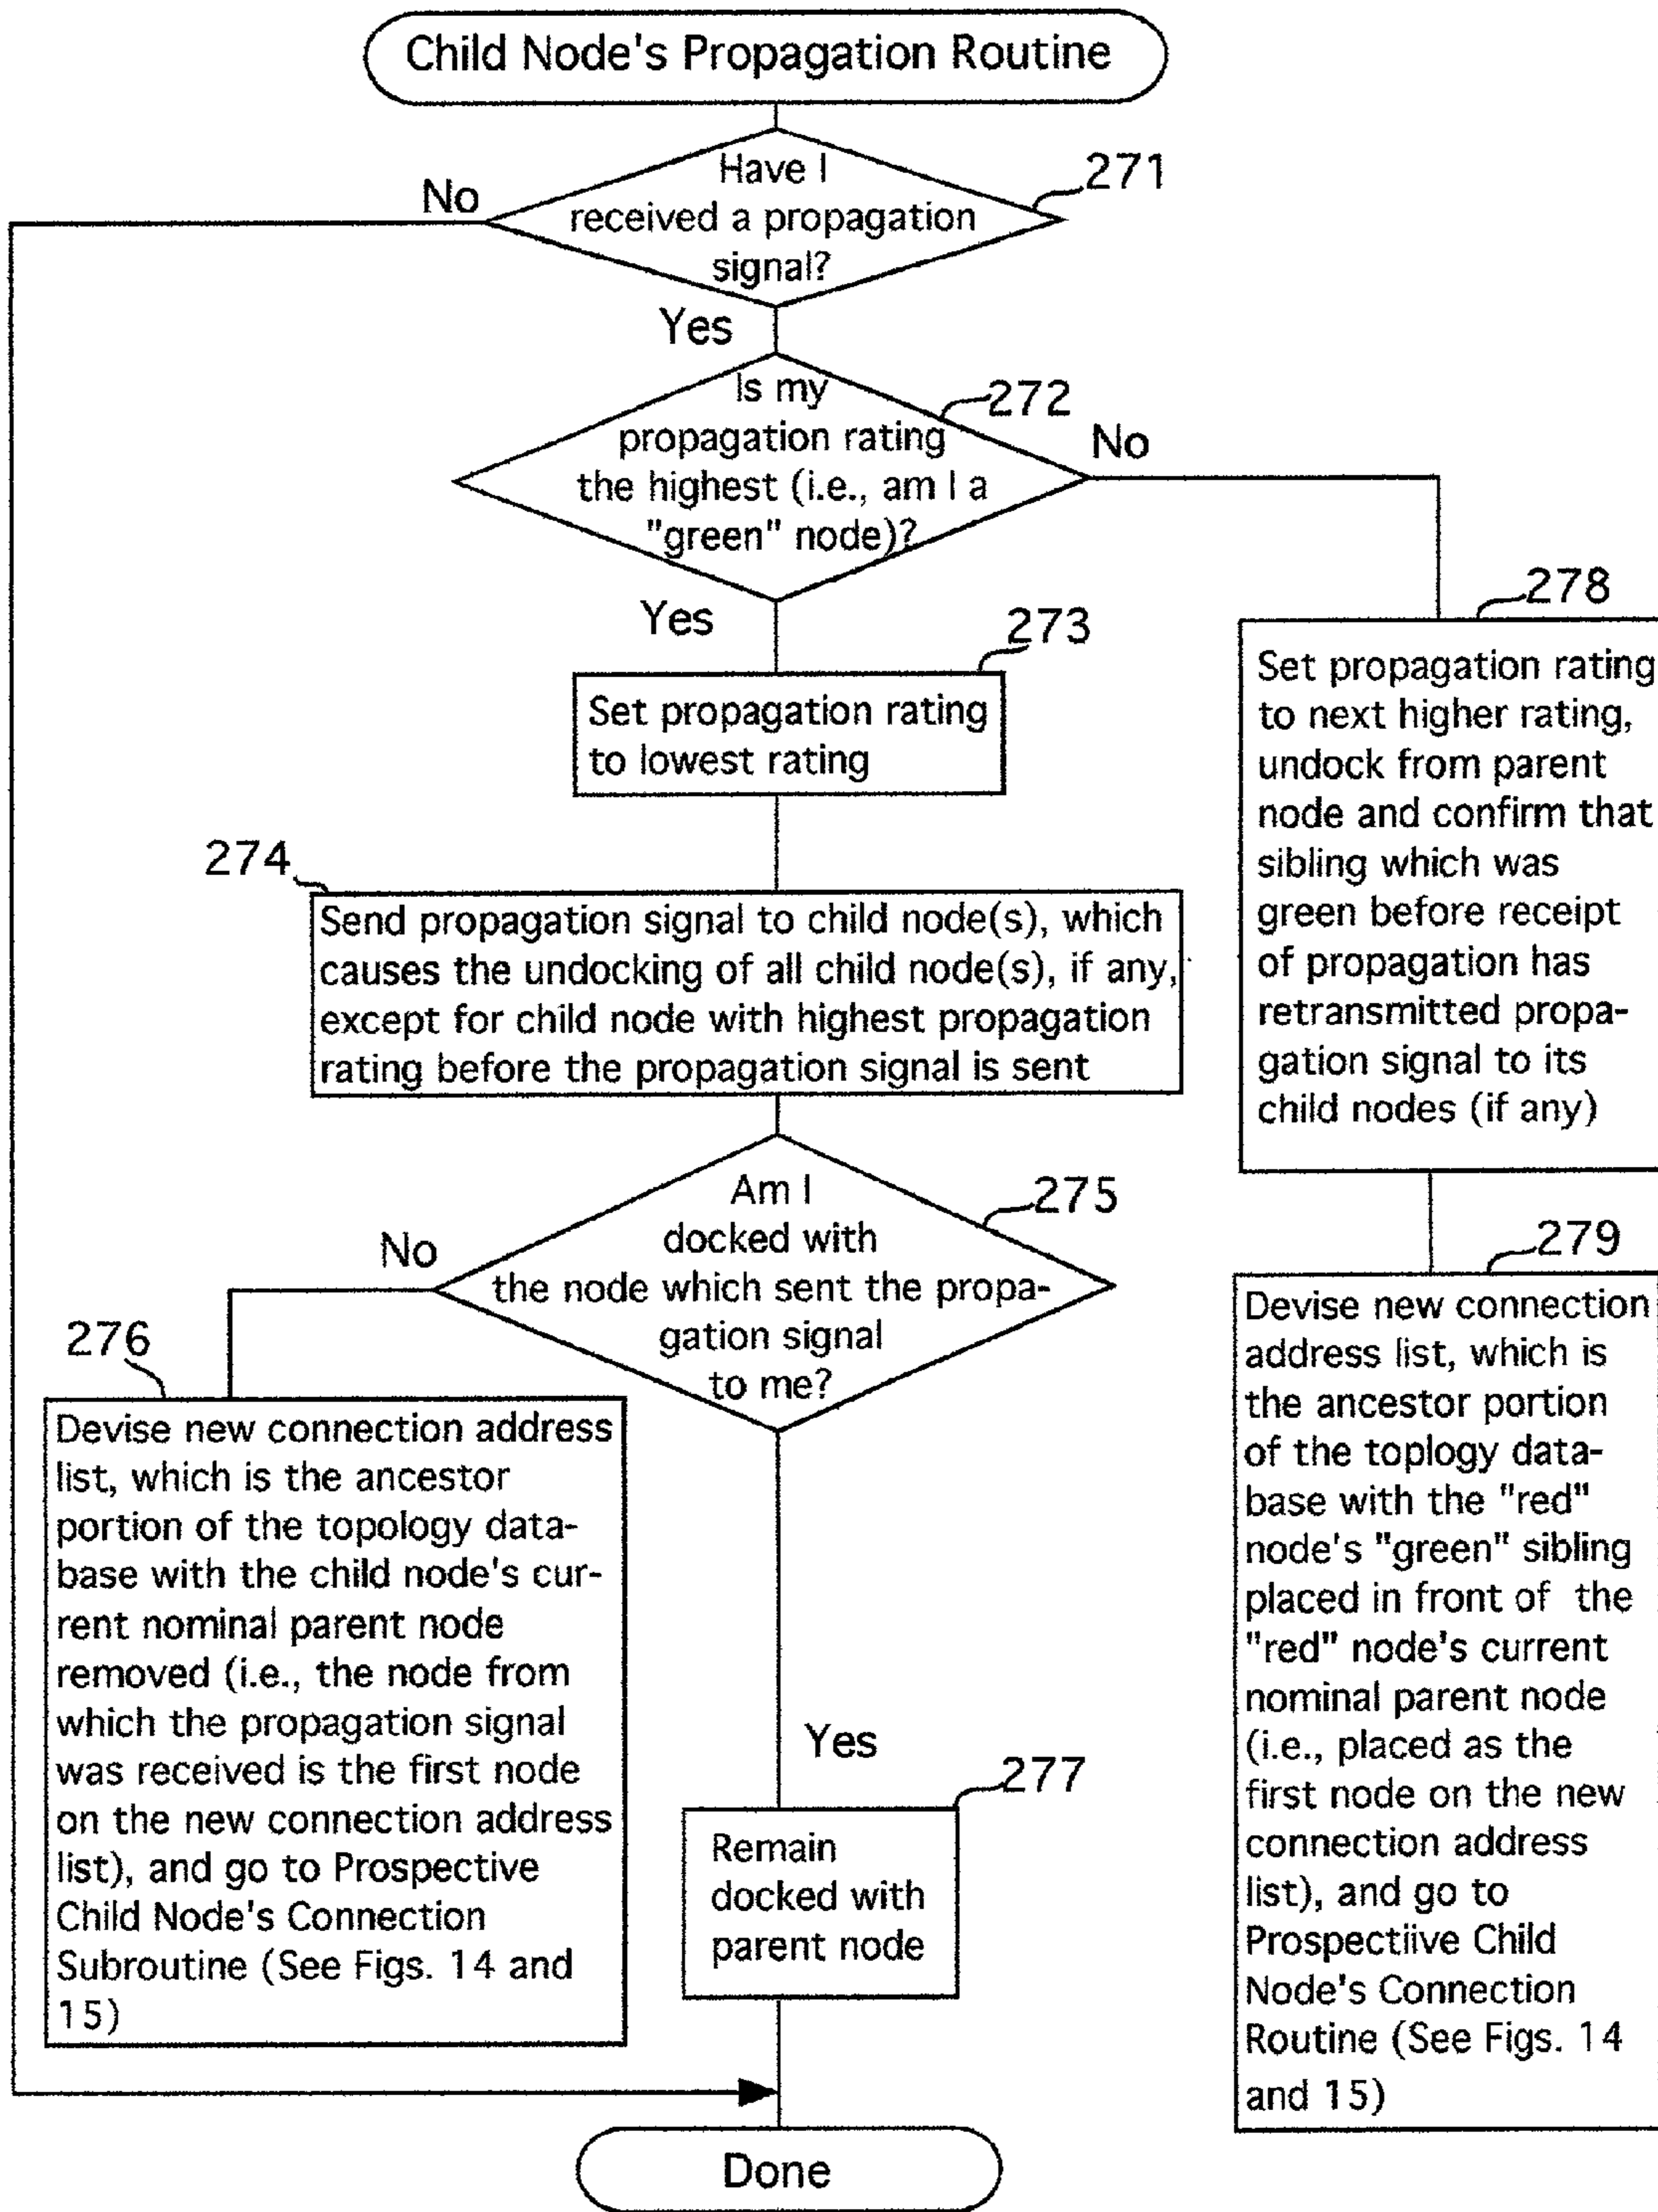 Child Node's Propagation Routine
Have I
received a propagation
signal?
271
No
Yes
Is my
propagation rating
the highest (i.e., am I a
"green" node)?
272
No
Yes
273
Set propagation rating
to lowest rating
274
Send propagation signal to child node(s), which
causes the undocking of all child node(s), if any,
except for child node with highest propagation
rating before the propagation signal is sent
Am I
docked with
the node which sent the propa-
gation signal
to me?
275
No
276
Devise new connection address
list, which is the ancestor
portion of the topology data-
base with the child node's cur-
rent nominal parent node
removed (i.e., the node from
which the propagation signal
was received is the first node
on the new connection address
list), and go to Prospective
Child Node's Connection
Subroutine (See Figs. 14 and
15)
Yes
277
Remain
docked with
parent node
278
Set propagation rating
to next higher rating,
undock from parent
node and confirm that
sibling which was
green before receipt
of propagation has
retransmitted propa-
gation signal to its
child nodes (if any)
279
Devise new connection
address list, which is
the ancestor portion
of the toplogy data-
base with the "red"
node's "green" sibling
placed in front of the
"red" node's current
nominal parent node
(i.e., placed as the
first node on the new
connection address
list), and go to
Prospectiive Child
Node's Connection
Routine (See Figs. 14
and 15)
Done